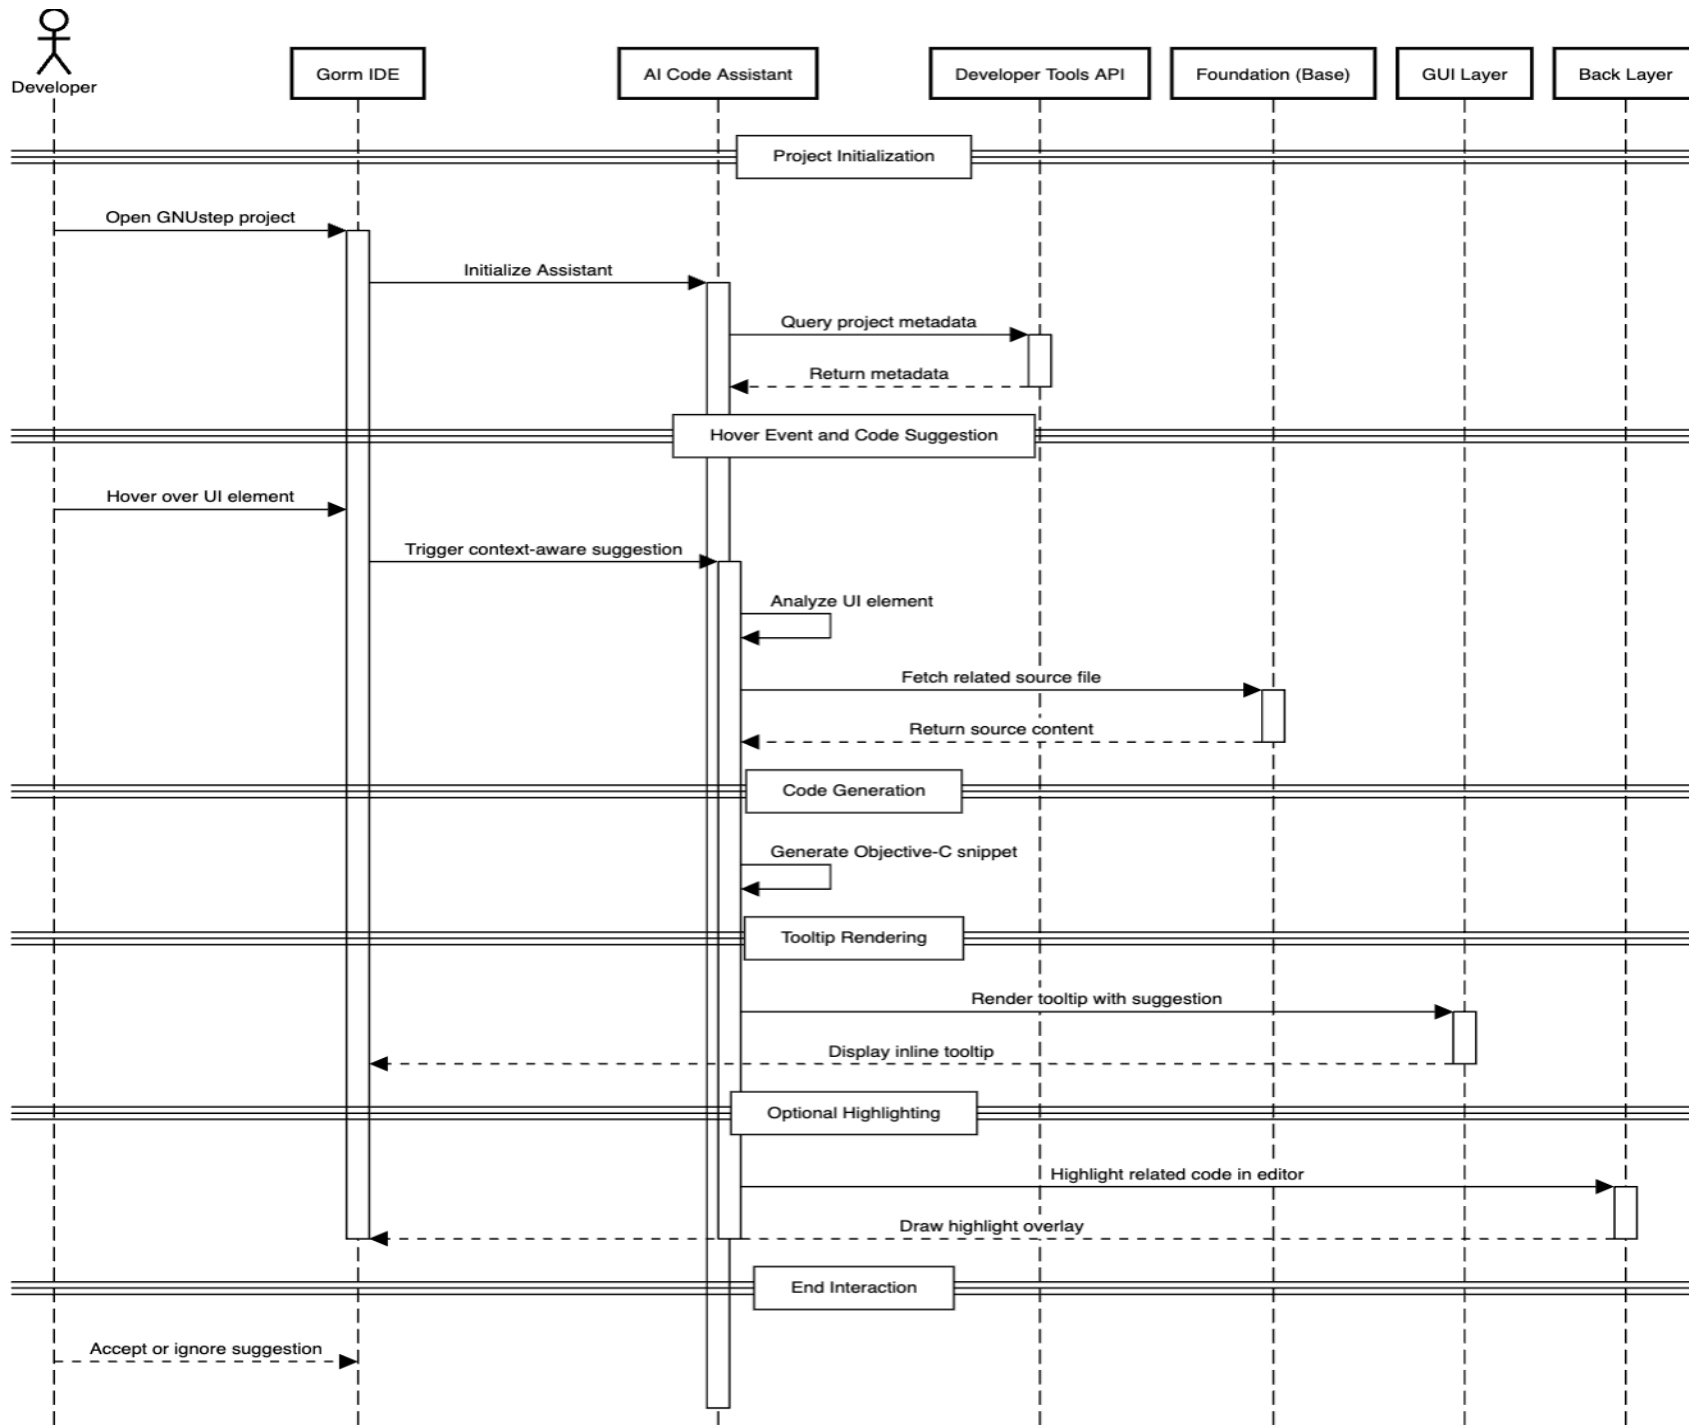 Developer
Gorm IDE
AI Code Assistant
Developer Tools API
Foundation (Base)
GUI Layer
Back Layer
Project Initialization
Open GNUstep project
Initialize Assistant
Query project metadata
Return metadata
Hover Event and Code Suggestion
Hover over UI element
Trigger context-aware suggestion
Analyze UI element
Fetch related source file
Return source content
Code Generation
Generate Objective-C snippet
Tooltip Rendering
Render tooltip with suggestion
Display inline tooltip
Optional Highlighting
Highlight related code in editor
Draw highlight overlay
End Interaction
Accept or ignore suggestion